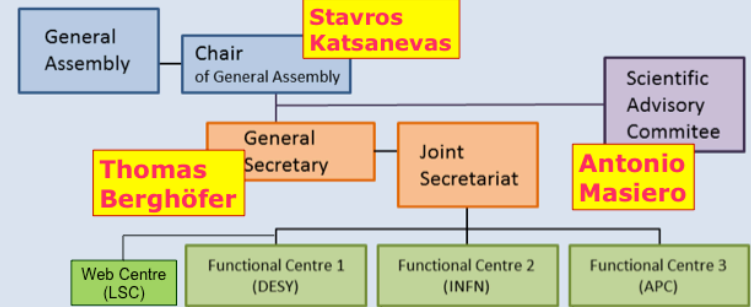 General
Assembly
Chair
of General Assembly
Stavros
Katsanevas
Scientific
Advisory
Commitee
Antonio
Masiero
General
Secretary
Thomas
Berghöfer
Joint
Secretariat
Web Centre
(LSC)
Functional Centre 1
(DESY)
Functional Centre 2
(INFN)
Functional Centre 3
(APC)